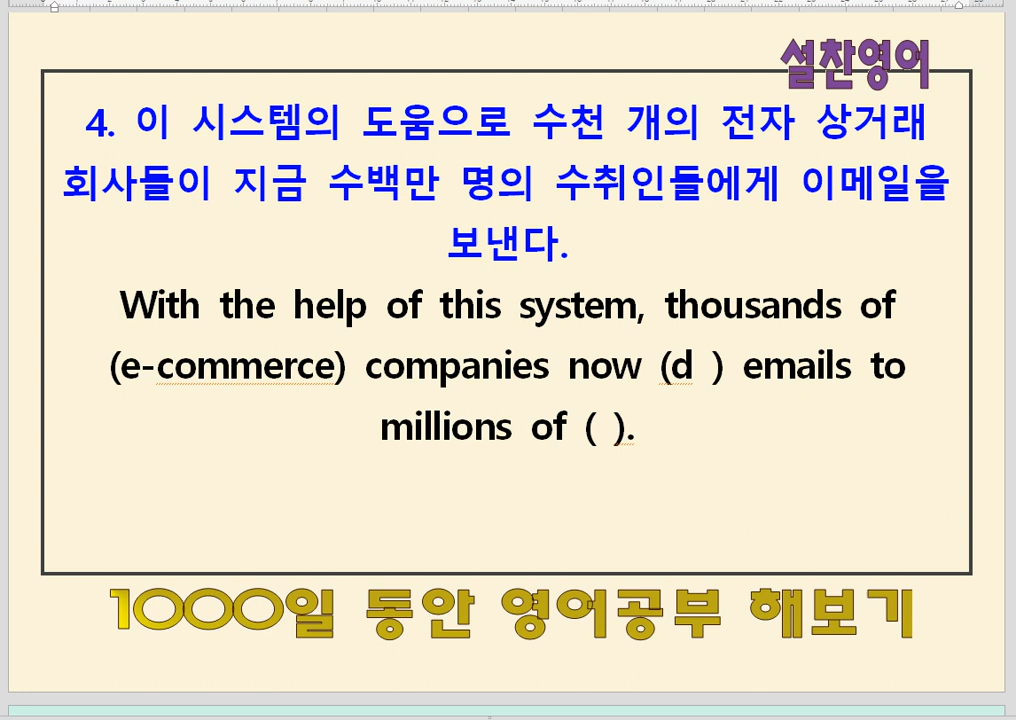 설찬영어
4. 이 시스템의 도움으로 수천 개의 전자 상거래
회사들이 지금 수백만 명의 수취인들에게 이메일을
보낸다.
With the help of this system, thousands of
(e-commerce) companies now (d ) emails to
millions of ( ).
1000일 동안 영어공부 해보기